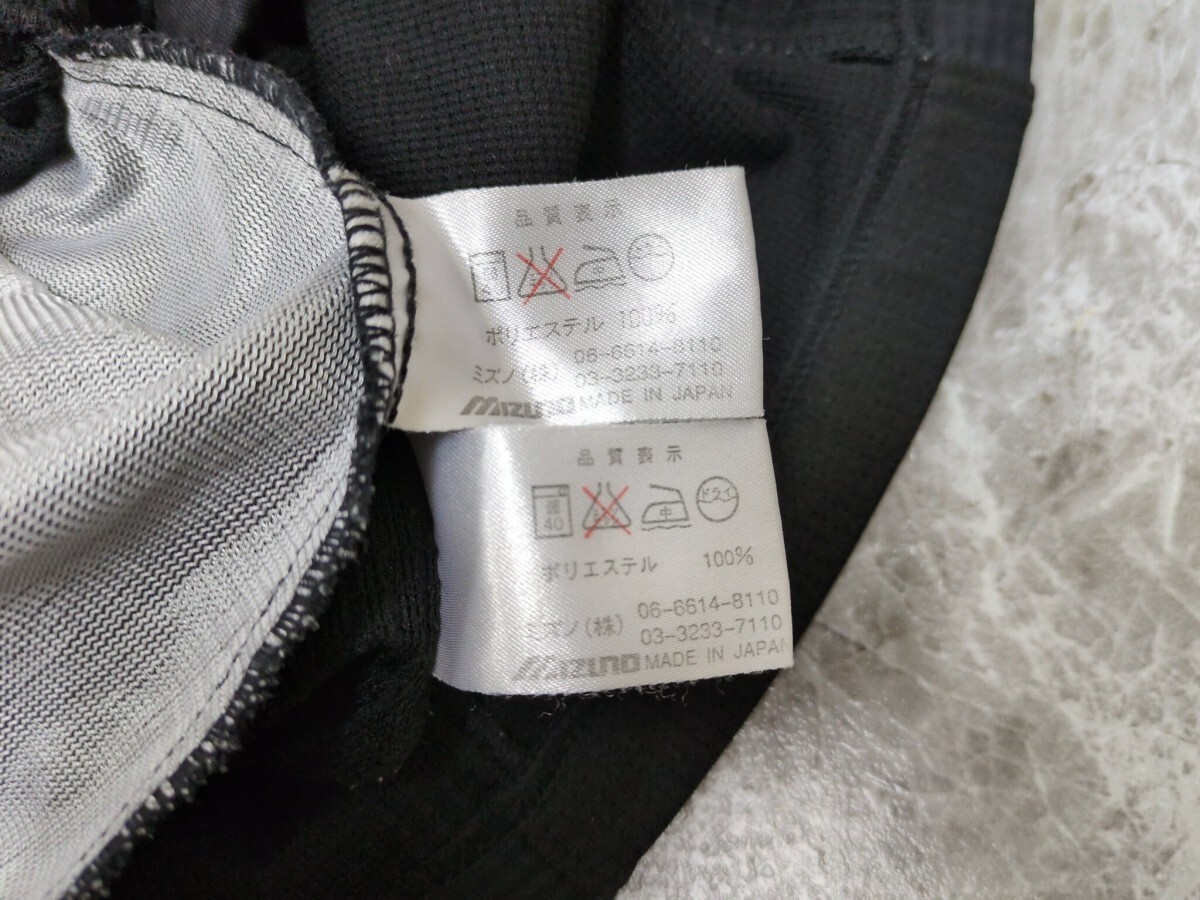 品質表示
中
ポリエステル 100%
06-6614-8110
ミズノ(株) 03-3233-7110
MIZUNO MADE IN JAPAN
品質表示
40 中 ドライ
ポリエステル 100%
06-6614-8110
ミズノ(株) 03-3233-7110
MIZUNO MADE IN JAPAN